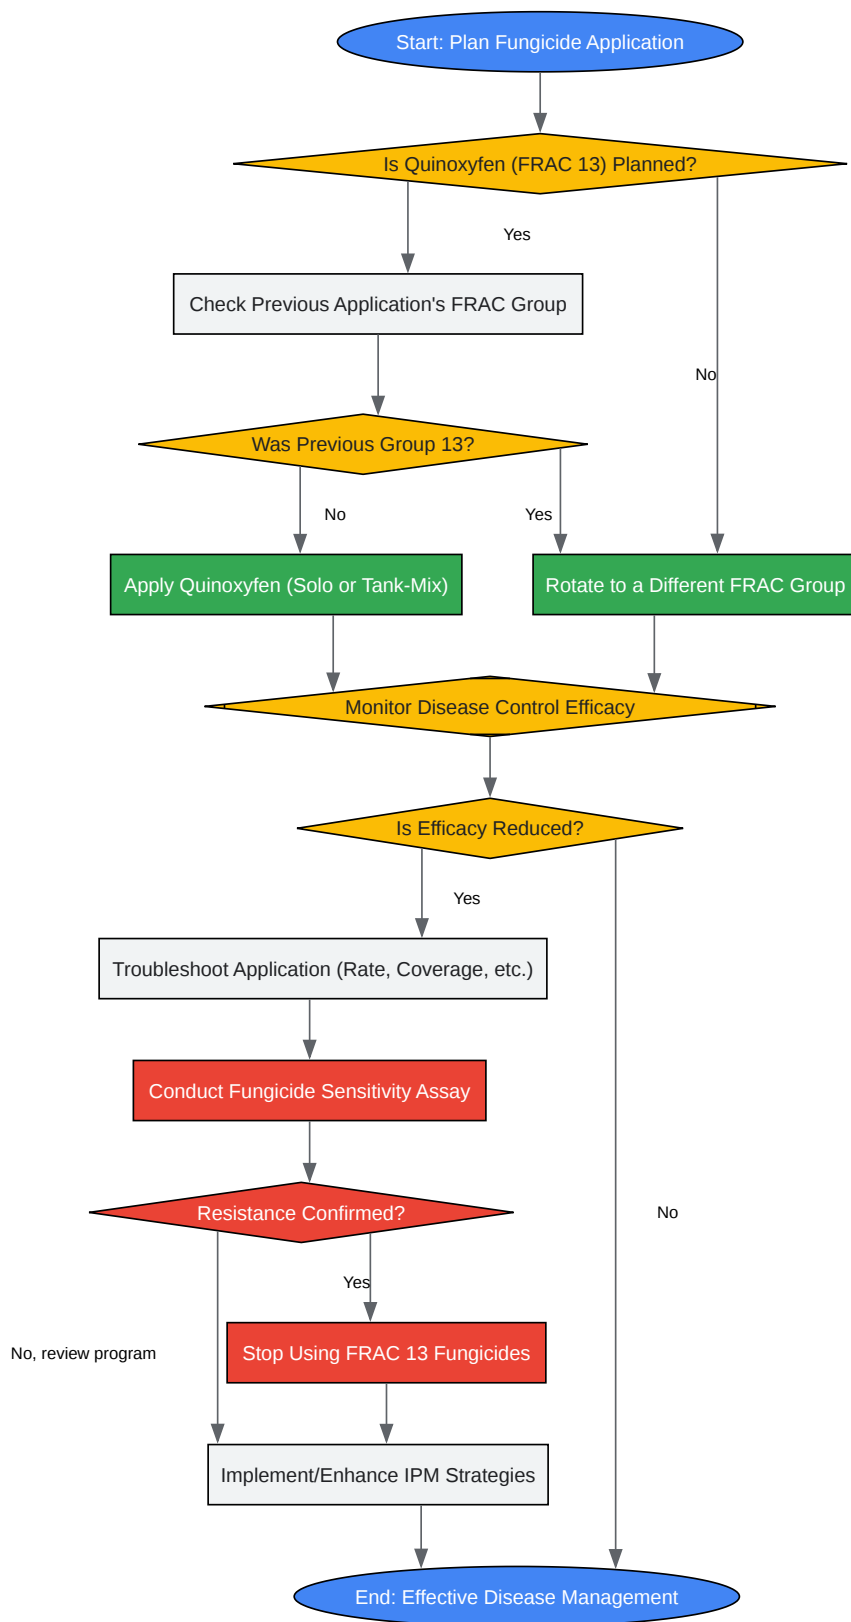 Start: Plan Fungicide Application
Is Quinoxyfen (FRAC 13) Planned?
Yes
Check Previous Application's FRAC Group
No
Was Previous Group 13?
No
Yes
Apply Quinoxyfen (Solo or Tank-Mix)
Rotate to a Different FRAC Group
Monitor Disease Control Efficacy
Is Efficacy Reduced?
Yes
Troubleshoot Application (Rate, Coverage, etc.)
Conduct Fungicide Sensitivity Assay
Resistance Confirmed?
No
Yes
No, review program
Stop Using FRAC 13 Fungicides
Implement/Enhance IPM Strategies
End: Effective Disease Management